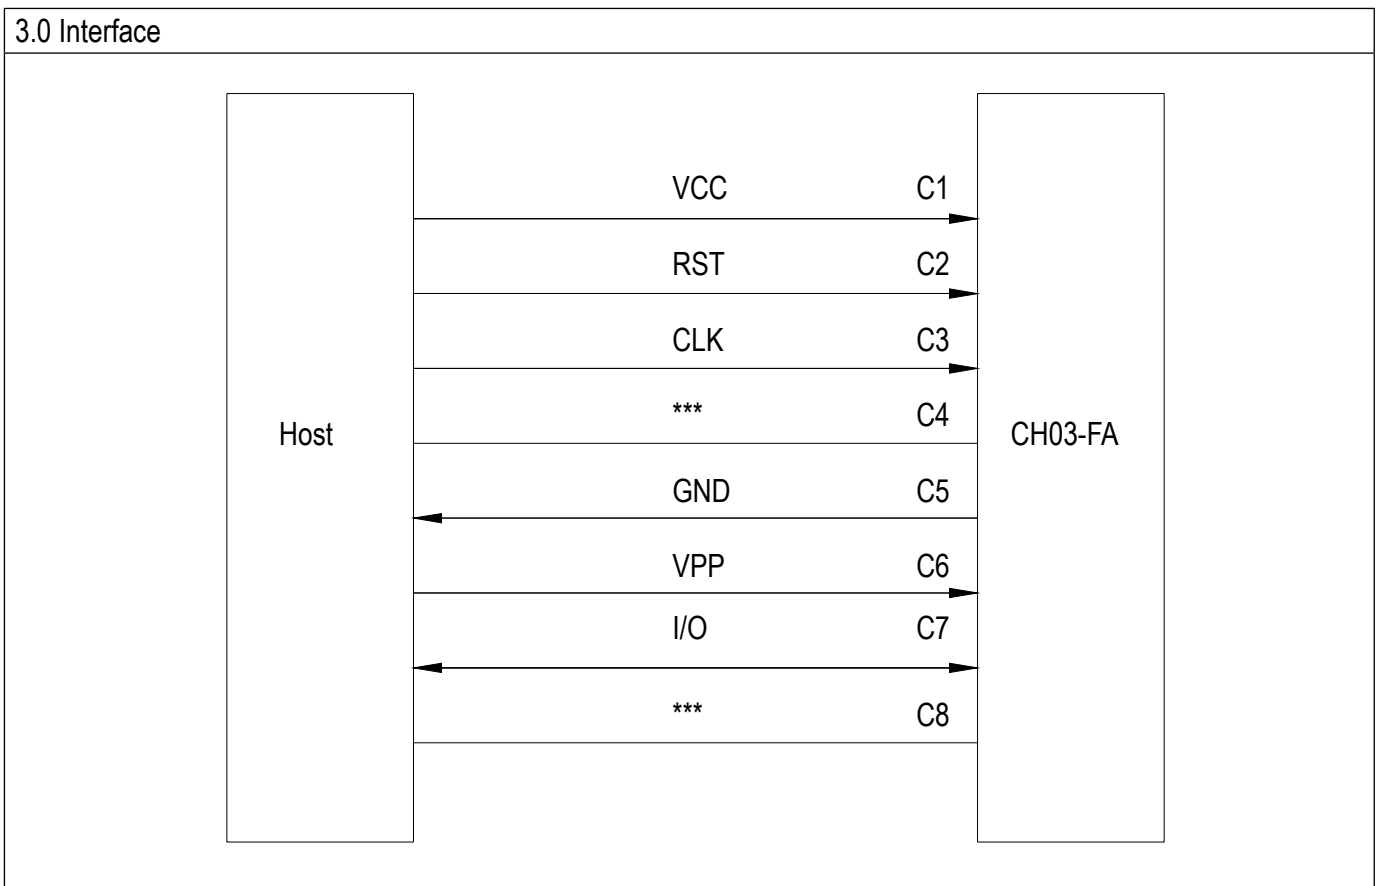 3.0 Interface
VCC C1
RST C2
CLK C3
*** C4
Host
CH03-FA
GND C5
VPP C6
I/O C7
*** C8